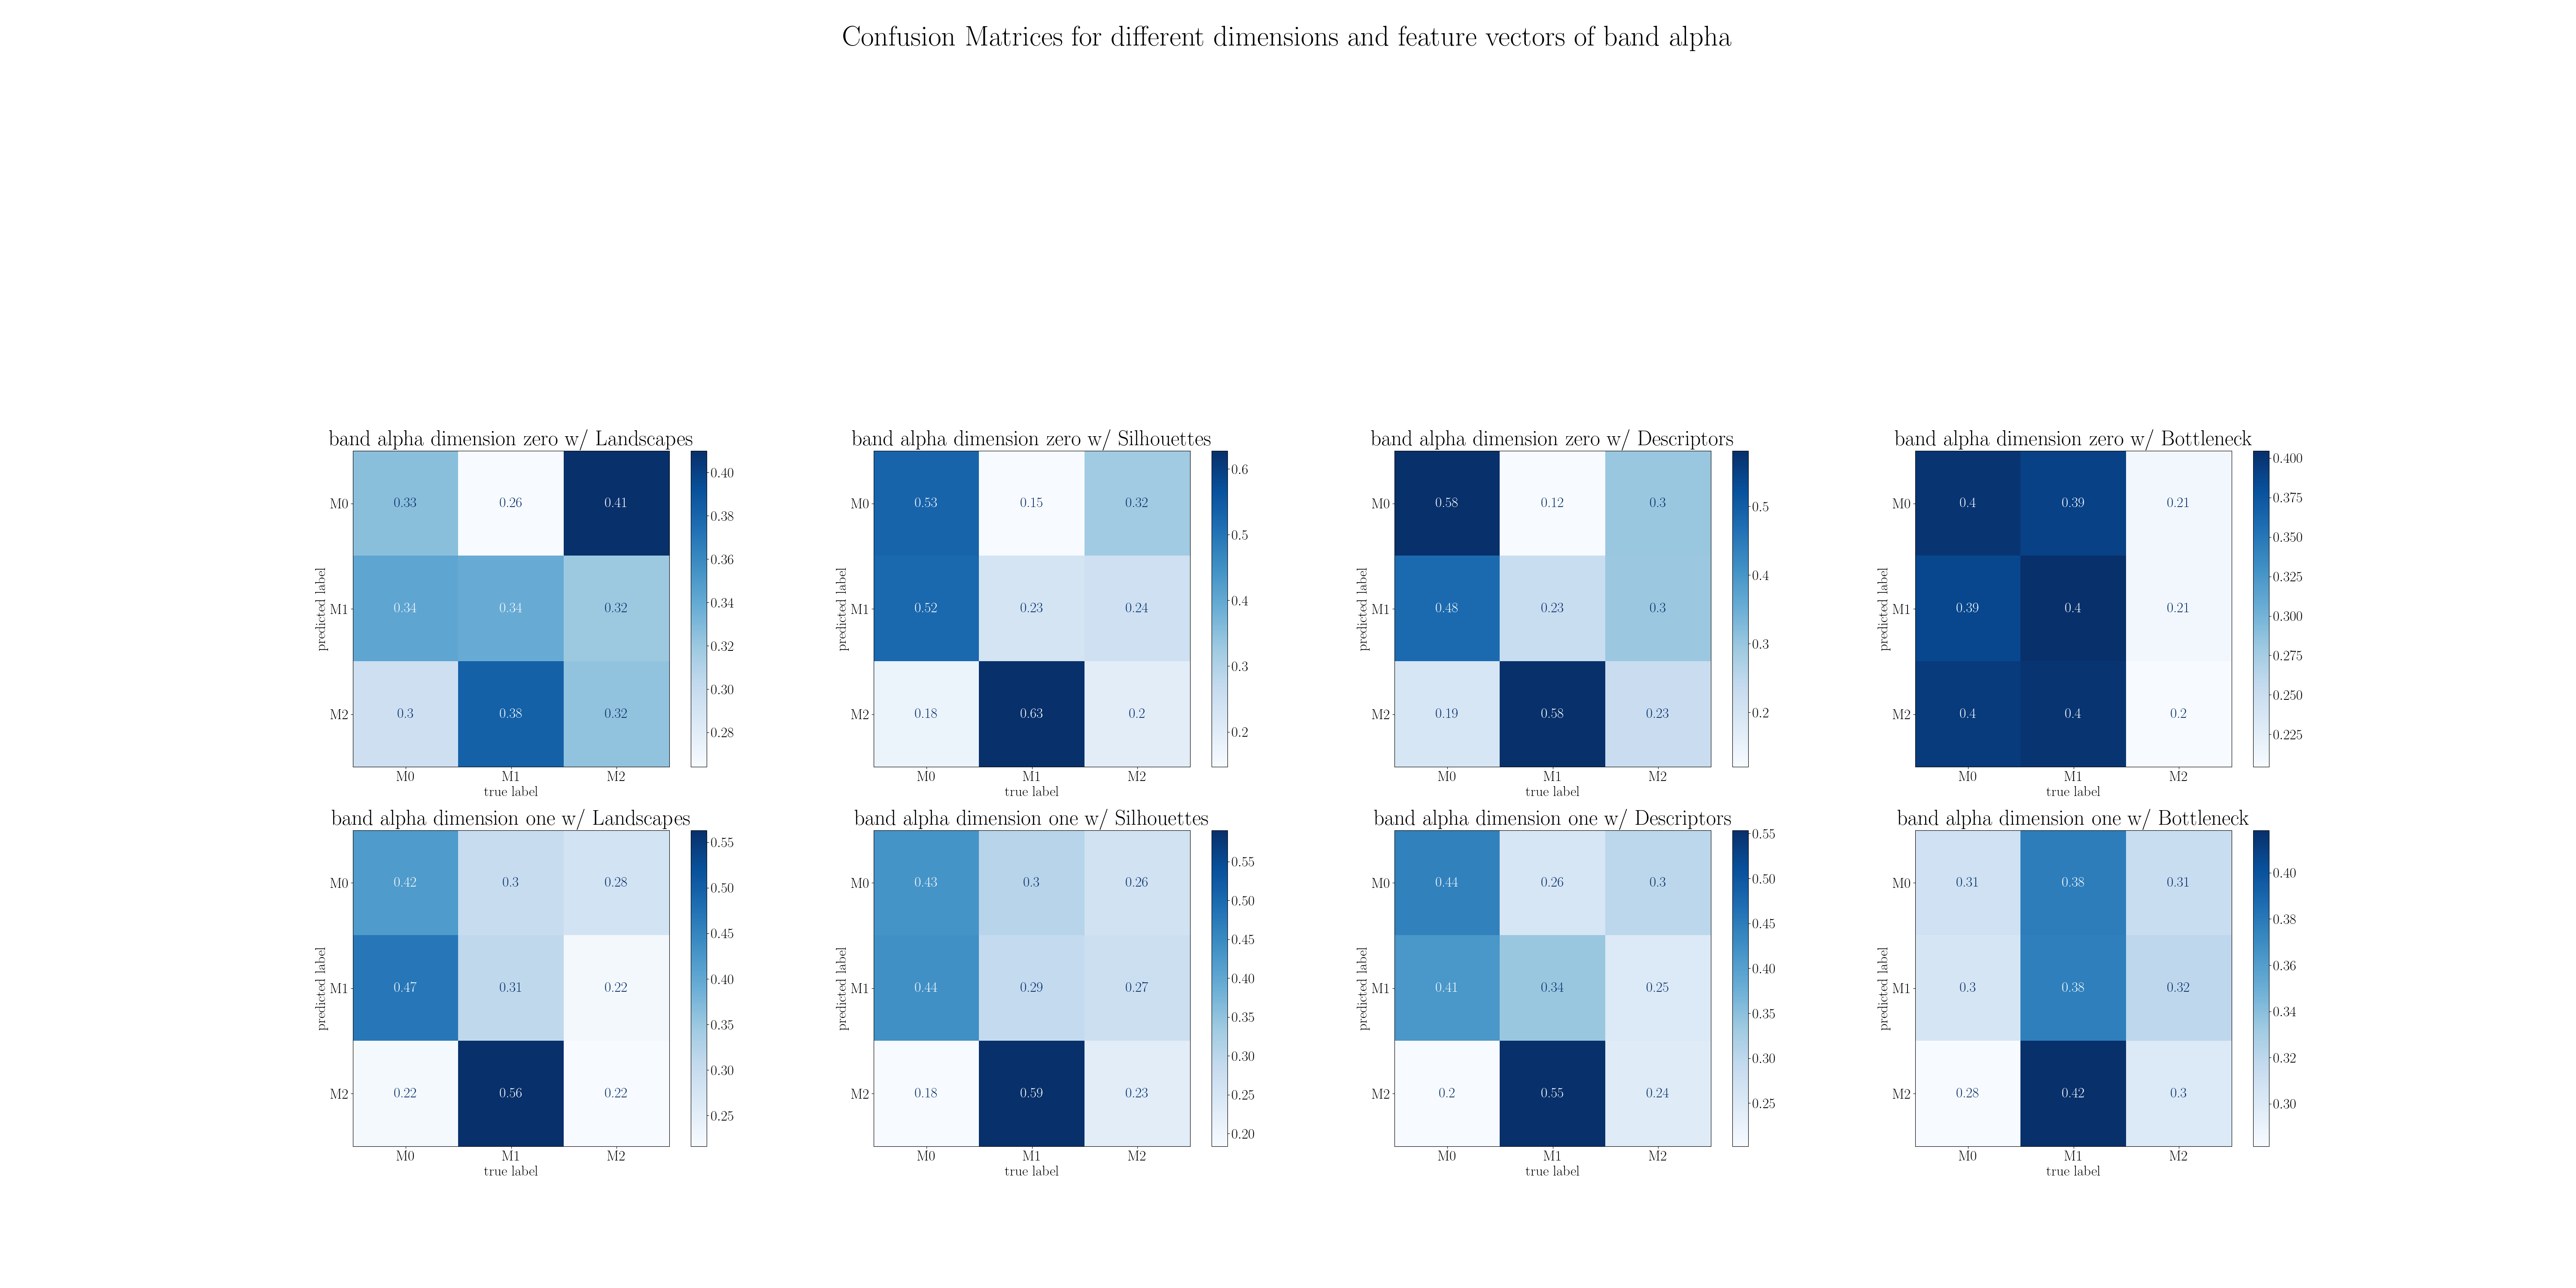 Confusion Matrices for different dimensions and feature vectors of band alpha
band alpha dimension zero w/ Landscapes
predicted label
M0 0.33 0.26 0.41
M1 0.34 0.34 0.32
M2 0.3 0.38 0.32
M0 M1 M2
true label
0.40
0.38
0.36
0.34
0.32
0.30
0.28
band alpha dimension zero w/ Silhouettes
predicted label
M0 0.53 0.15 0.32
M1 0.52 0.23 0.24
M2 0.18 0.63 0.2
M0 M1 M2
true label
0.6
0.5
0.4
0.3
0.2
band alpha dimension zero w/ Descriptors
predicted label
M0 0.58 0.12 0.3
M1 0.48 0.23 0.3
M2 0.19 0.58 0.23
M0 M1 M2
true label
0.5
0.4
0.3
0.2
band alpha dimension zero w/ Bottleneck
predicted label
M0 0.4 0.39 0.21
M1 0.39 0.4 0.21
M2 0.4 0.4 0.2
M0 M1 M2
true label
0.400
0.375
0.350
0.325
0.300
0.275
0.250
0.225
band alpha dimension one w/ Landscapes
predicted label
M0 0.42 0.3 0.28
M1 0.47 0.31 0.22
M2 0.22 0.56 0.22
M0 M1 M2
true label
0.55
0.50
0.45
0.40
0.35
0.30
0.25
band alpha dimension one w/ Silhouettes
predicted label
M0 0.43 0.3 0.26
M1 0.44 0.29 0.27
M2 0.18 0.59 0.23
M0 M1 M2
true label
0.55
0.50
0.45
0.40
0.35
0.30
0.25
0.20
band alpha dimension one w/ Descriptors
predicted label
M0 0.44 0.26 0.3
M1 0.41 0.34 0.25
M2 0.2 0.55 0.24
M0 M1 M2
true label
0.55
0.50
0.45
0.40
0.35
0.30
0.25
band alpha dimension one w/ Bottleneck
predicted label
M0 0.31 0.38 0.31
M1 0.3 0.38 0.32
M2 0.28 0.42 0.3
M0 M1 M2
true label
0.40
0.38
0.36
0.34
0.32
0.30